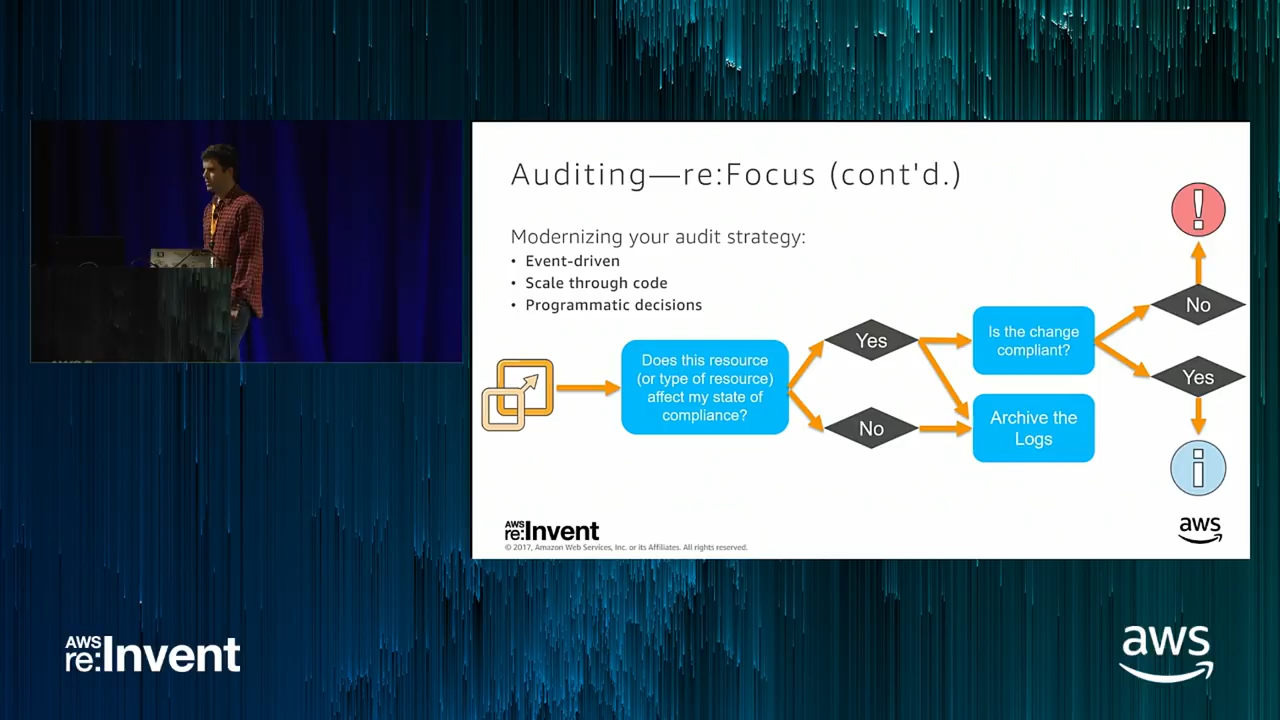 Auditing—re:Focus (cont'd.)
Modernizing your audit strategy:
• Event-driven
• Scale through code
• Programmatic decisions
Does this resource
(or type of resource)
affect my state of
compliance?
Yes
No
Is the change
compliant?
Archive the
Logs
No
Yes
!
i
AWS
re:Invent
© 2017, Amazon Web Services, Inc. or its Affiliates. All rights reserved.
aws
AWS
re:Invent
aws